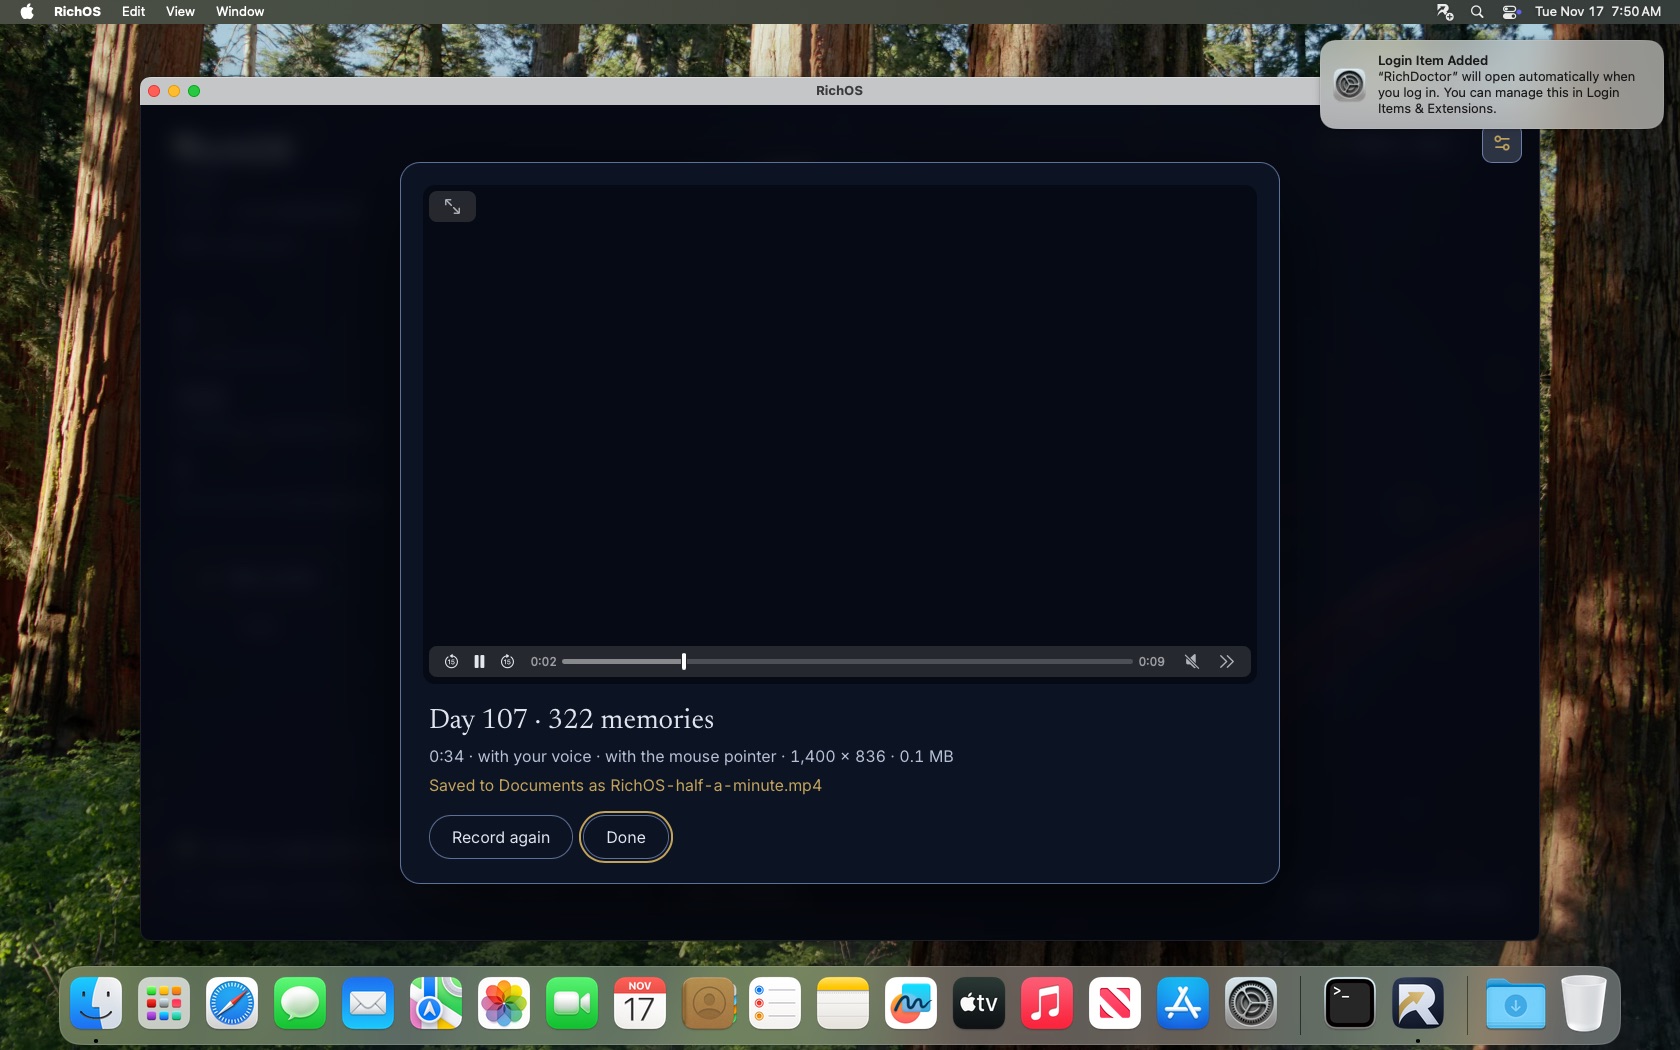 RichOS Edit View Window
Tue Nov 17 7:50 AM
Login Item Added
“RichDoctor” will open automatically when
you log in. You can manage this in Login
Items & Extensions.
RichOS
15
15
0:02
0:09
Day 107 · 322 memories
0:34 · with your voice · with the mouse pointer · 1,400 × 836 · 0.1 MB
Saved to Documents as RichOS-half-a-minute.mp4
Record again
Done
NOV
17
tv
>_